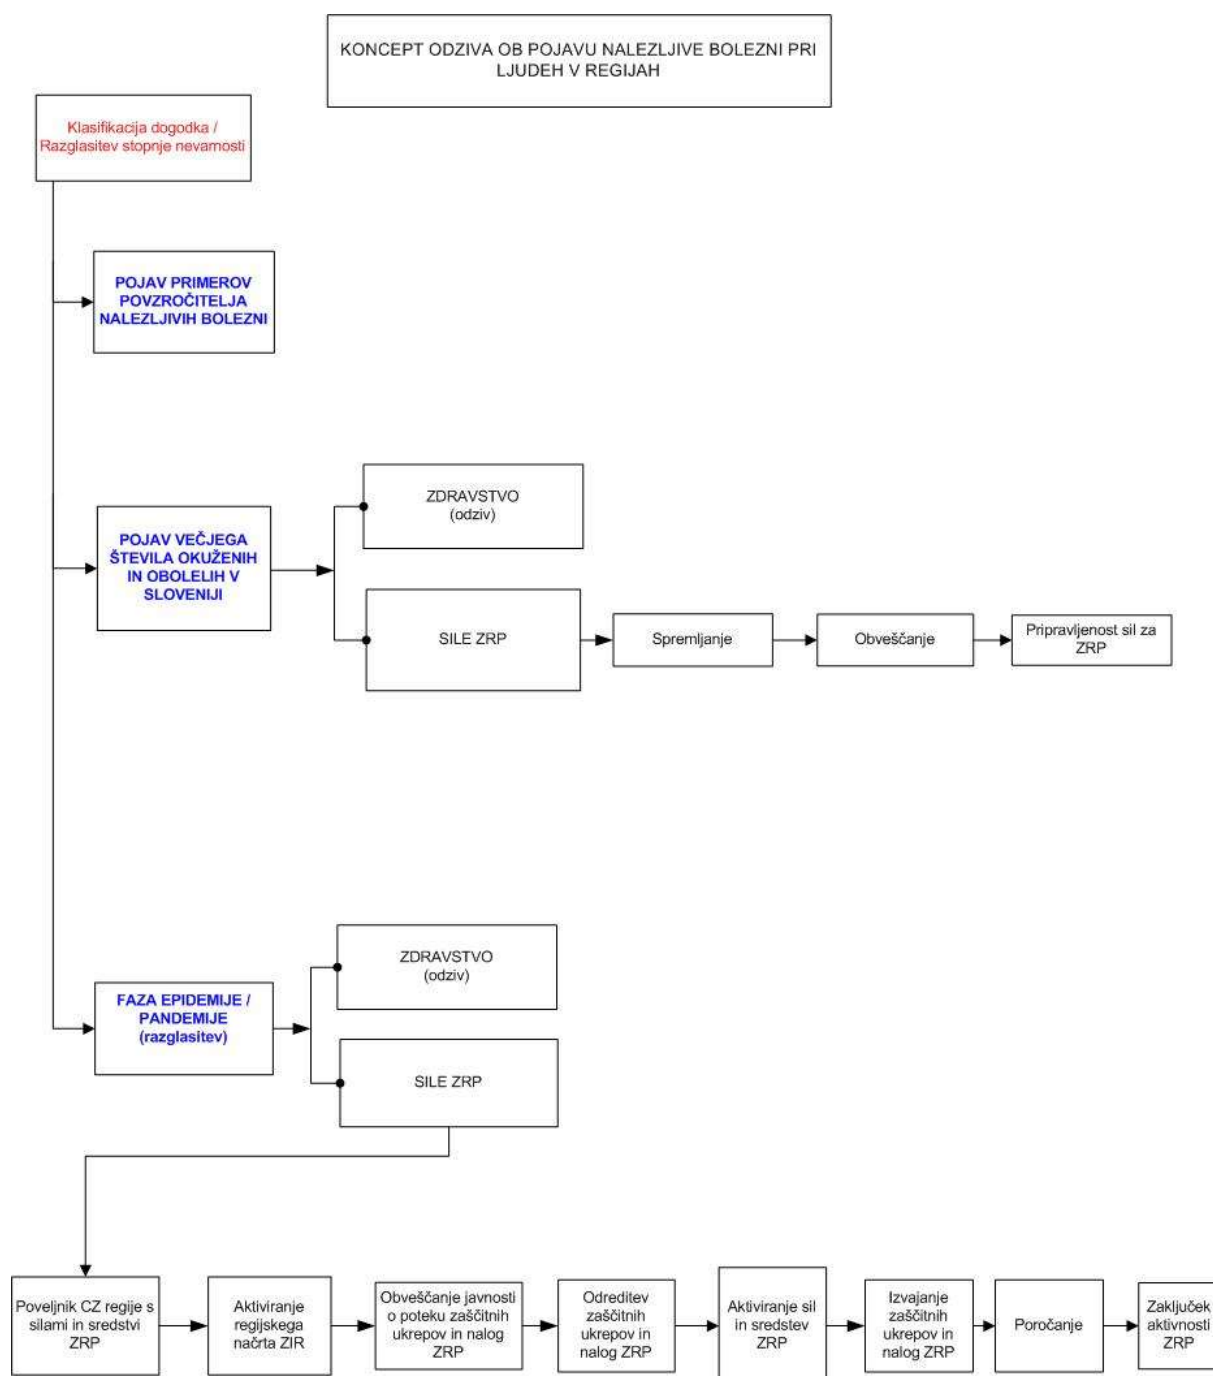 KONCEPT ODZIVA OB POJAVU NALEZLJIVE BOLEZNI PRI
LJUDEH V REGIJAH
Klasifikacija dogodka /
Razglasitev stopnje nevarnosti
POJAV PRIMEROV
POVZROČITELJA
NALEZLJIVIH BOLEZNI
POJAV VEČJEGA
ŠTEVILA OKUŽENIH
IN OBOLELIH V
SLOVENIJI
ZDRAVSTVO
(odziv)
SILE ZRP
Spremljanje
Obveščanje
Pripravljenost sil za
ZRP
FAZA EPIDEMIJE /
PANDEMIJE
(razglasitev)
ZDRAVSTVO
(odziv)
SILE ZRP
Poveljnik CZ regije s
silami in sredstvi
ZRP
Aktiviranje
regijskega
načrta ZIR
Obveščanje javnosti
o poteku zaščitnih
ukrepov in nalog
ZRP
Odreditev
zaščitnih
ukrepov in
nalog ZRP
Aktiviranje sil
in sredstev
ZRP
Izvajanje
zaščitnih
ukrepov in
nalog ZRP
Poročanje
Zaključek
aktivnosti
ZRP